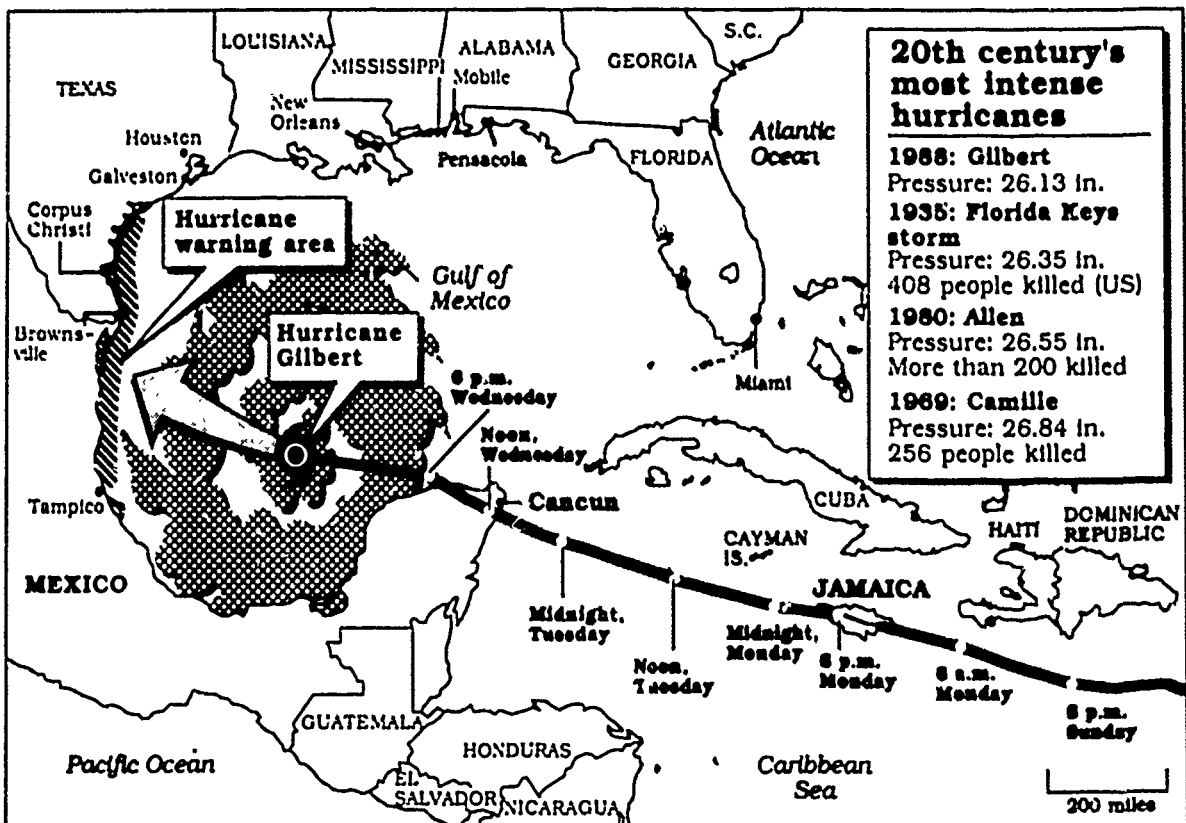 S.C.
LOUISIANA
ALABAMA
MISSISSIPPI
GEORGIA
Mobile
TEXAS
New
Orleans
Houston
Pensacola
FLORIDA
Atlantic
Ocean
Galveston
Corpus
Christi
Hurricane
warning area
Gulf of
Mexico
Browns-
ville
Hurricane
Gilbert
Miami
6 p.m.
Wednesday
Noon,
Wednesday
Cancun
Tampico
CUBA
CAYMAN
IS.
HAITI
DOMINICAN
REPUBLIC
MEXICO
JAMAICA
Midnight,
Tuesday
Noon,
Tuesday
Midnight,
Monday
6 p.m.
Monday
6 a.m.
Monday
6 p.m.
Sunday
GUATEMALA
HONDURAS
EL
SALVADOR
NICARAGUA
Pacific Ocean
Caribbean
Sea
200 miles
20th century's
most intense
hurricanes
1988: Gilbert
Pressure: 26.13 in.
1935: Florida Keys
storm
Pressure: 26.35 in.
408 people killed (US)
1980: Allen
Pressure: 26.55 in.
More than 200 killed
1969: Camille
Pressure: 26.84 in.
256 people killed